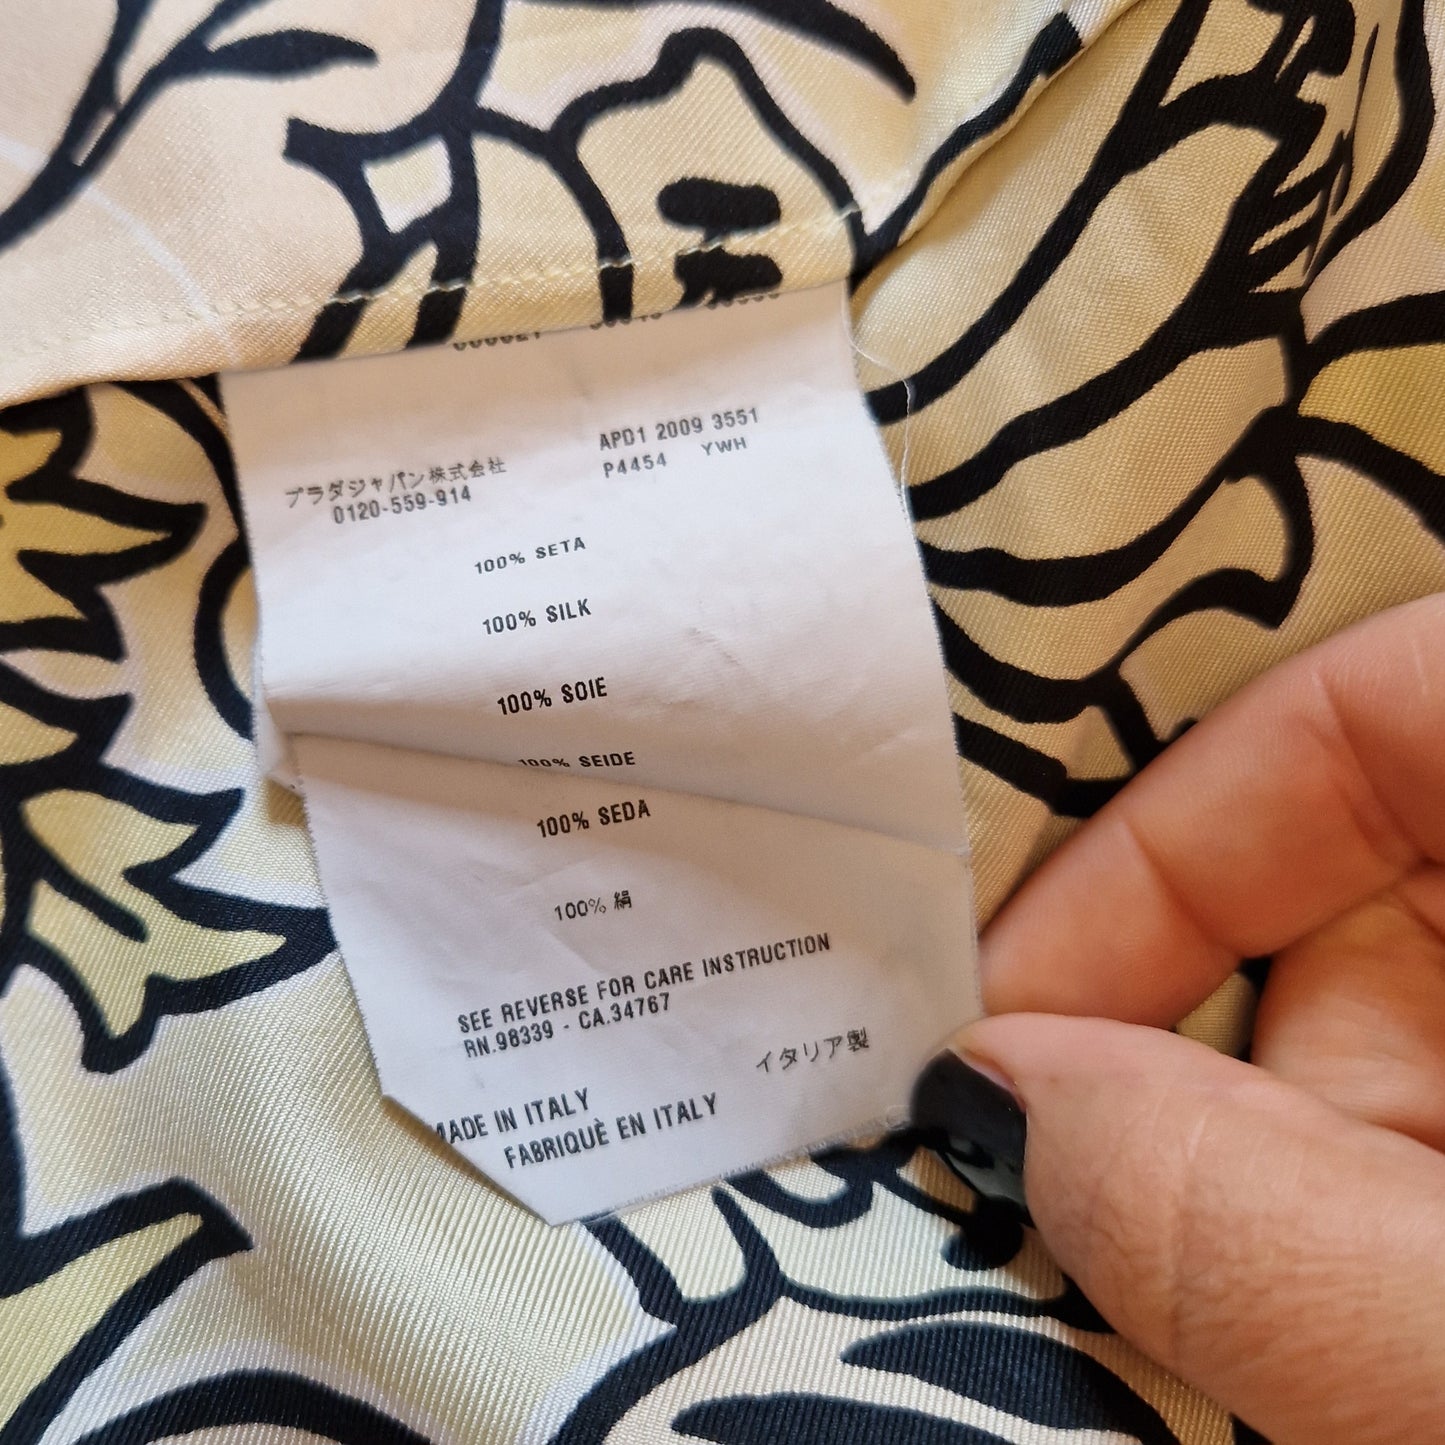 APD1 2009 3551
プラダジャパン株式会社 P4454 YWH
0120-559-914
100% SETA
100% SILK
100% SOIE
100% SEIDE
100% SEDA
100% 絹
SEE REVERSE FOR CARE INSTRUCTION
RN.98339 - CA.34767
イタリア製
MADE IN ITALY
FABRIQUÈ EN ITALY